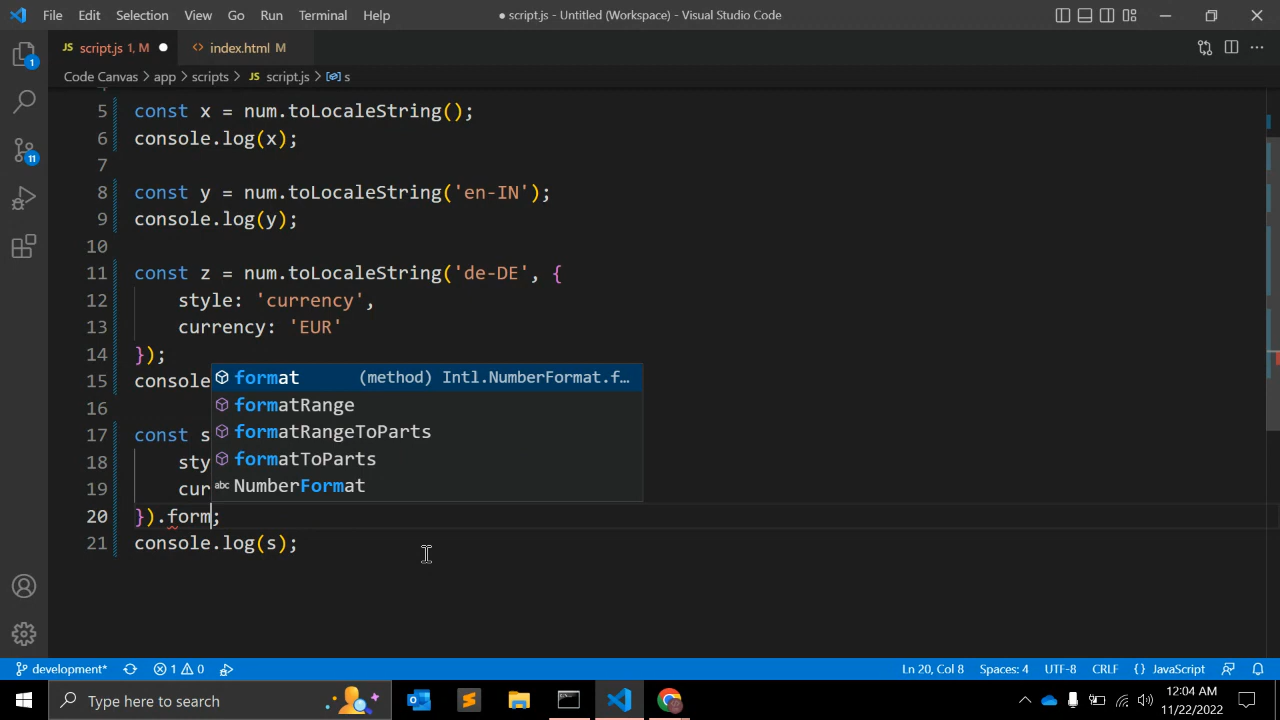 File Edit Selection View Go Run Terminal Help
● script.js - Untitled (Workspace) - Visual Studio Code
JS script.js 1, M ●
<> index.html M
Code Canvas > app > scripts > JS script.js > s
5 const x = num.toLocaleString();
6 console.log(x);
7
8 const y = num.toLocaleString('en-IN');
9 console.log(y);
10
11 const z = num.toLocaleString('de-DE', {
12 style: 'currency',
13 currency: 'EUR'
14 });
15 console
16
17 const s
18 sty
19 cur
20 }).form;
21 console.log(s);
format (method) Intl.NumberFormat.f…
formatRange
formatRangeToParts
formatToParts
abc NumberFormat
1
11
development* 1 0
Ln 20, Col 8 Spaces: 4 UTF-8 CRLF {} JavaScript
Type here to search
12:04 AM
11/22/2022